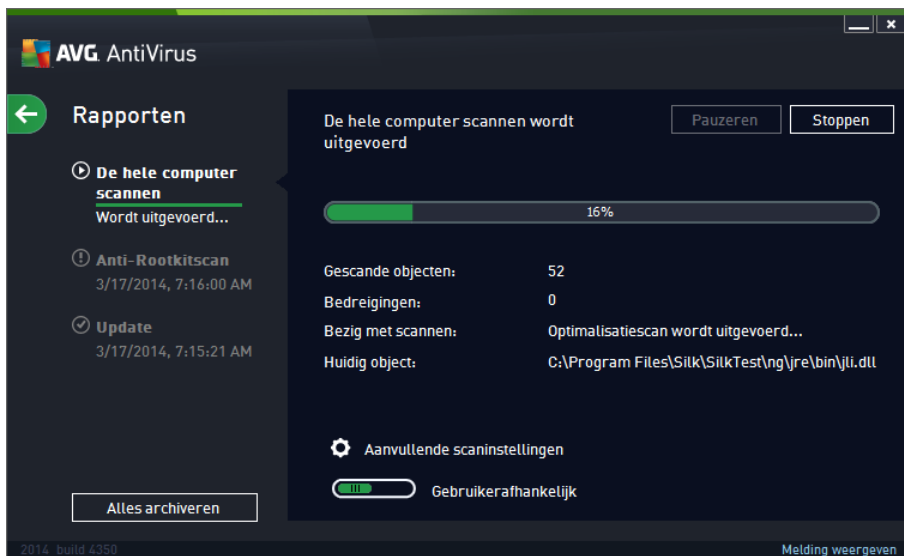 AVG AntiVirus
Rapporten
De hele computer
scannen
Wordt uitgevoerd...
Anti-Rootkitscan
3/17/2014, 7:16:00 AM
Update
3/17/2014, 7:15:21 AM
Alles archiveren
De hele computer scannen wordt
uitgevoerd
Pauzeren
Stoppen
16%
Gescande objecten: 52
Bedreigingen: 0
Bezig met scannen: Optimalisatiescan wordt uitgevoerd...
Huidig object: C:\Program Files\Silk\SilkTest\ng\jre\bin\jli.dll
Aanvullende scaninstellingen
Gebruikerafhankelijk
2014 build 4350
Melding weergeven